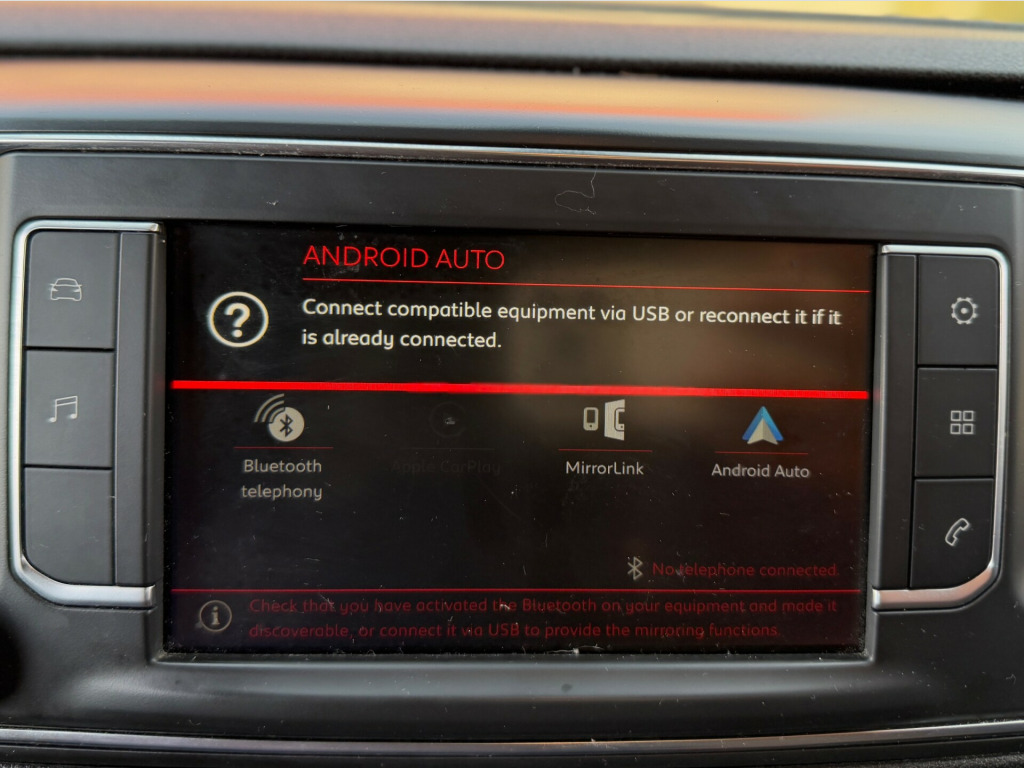 ANDROID AUTO
Connect compatible equipment via USB or reconnect it if it
is already connected.
Bluetooth
telephony
Apple CarPlay
MirrorLink
Android Auto
No telephone connected.
Check that you have activated the Bluetooth on your equipment and made it
discoverable, or connect it via USB to provide the mirroring functions.